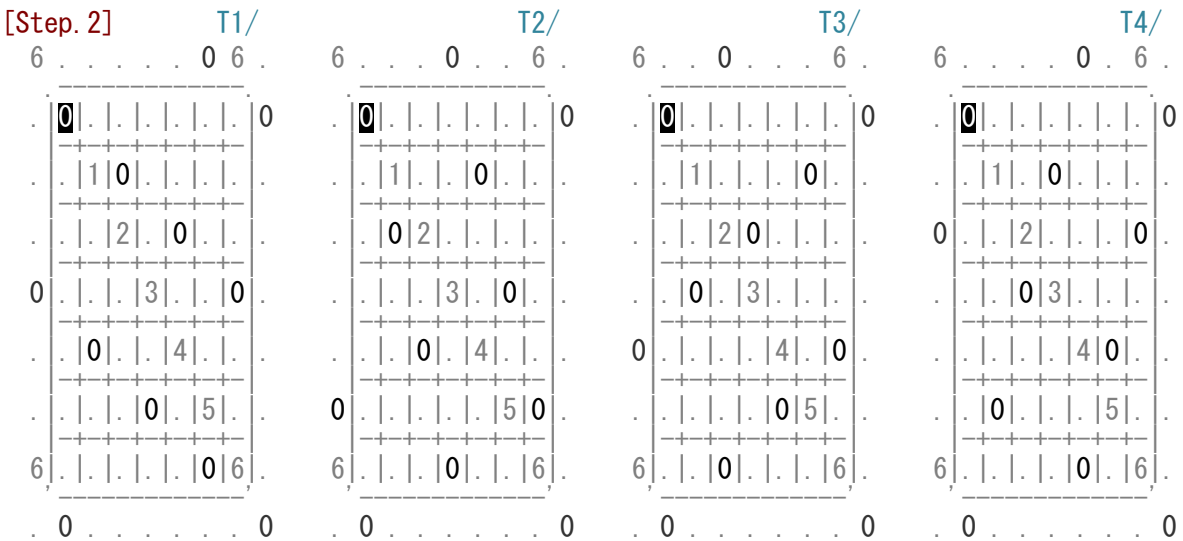 [Step.2] T1/ T2/ T3/ T4/
6 . . . . . 0 6 . 6 . . . 0 . . 6 . 6 . . 0 . . . 6 . 6 . . . . 0 . 6 .
.-------------. .-------------. .-------------. .-------------.
.|0|.|.|.|.|.|.|0 .|0|.|.|.|.|.|.|0 .|0|.|.|.|.|.|.|0 .|0|.|.|.|.|.|.|0
|-+-+-+-+-+-+-| |-+-+-+-+-+-+-| |-+-+-+-+-+-+-| |-+-+-+-+-+-+-|
.|.|1|0|.|.|.|.|. .|.|1|.|.|0|.|.|. .|.|1|.|.|.|0|.|. .|.|1|.|0|.|.|.|.
|-+-+-+-+-+-+-| |-+-+-+-+-+-+-| |-+-+-+-+-+-+-| |-+-+-+-+-+-+-|
.|.|.|2|.|0|.|.|. .|.|0|2|.|.|.|.|. .|.|.|2|0|.|.|.|. 0|.|.|2|.|.|.|0|.
|-+-+-+-+-+-+-| |-+-+-+-+-+-+-| |-+-+-+-+-+-+-| |-+-+-+-+-+-+-|
0|.|.|.|3|.|.|0|. .|.|.|.|3|.|0|.|. .|.|0|.|3|.|.|.|. .|.|.|0|3|.|.|.|.
|-+-+-+-+-+-+-| |-+-+-+-+-+-+-| |-+-+-+-+-+-+-| |-+-+-+-+-+-+-|
.|.|0|.|.|4|.|.|. .|.|.|0|.|4|.|.|. 0|.|.|.|.|4|.|0|. .|.|.|.|.|4|0|.|.
|-+-+-+-+-+-+-| |-+-+-+-+-+-+-| |-+-+-+-+-+-+-| |-+-+-+-+-+-+-|
.|.|.|.|0|.|5|.|. 0|.|.|.|.|.|5|0|. .|.|.|.|.|0|5|.|. .|.|0|.|.|.|5|.|.
|-+-+-+-+-+-+-| |-+-+-+-+-+-+-| |-+-+-+-+-+-+-| |-+-+-+-+-+-+-|
6|.|.|.|.|.|0|6|. 6|.|.|.|0|.|.|6|. 6|.|.|0|.|.|.|6|. 6|.|.|.|.|0|.|6|.
'-------------' '-------------' '-------------' '-------------'
. 0 . . . . . . 0 . 0 . . . . . . 0 . 0 . . . . . . 0 . 0 . . . . . . 0